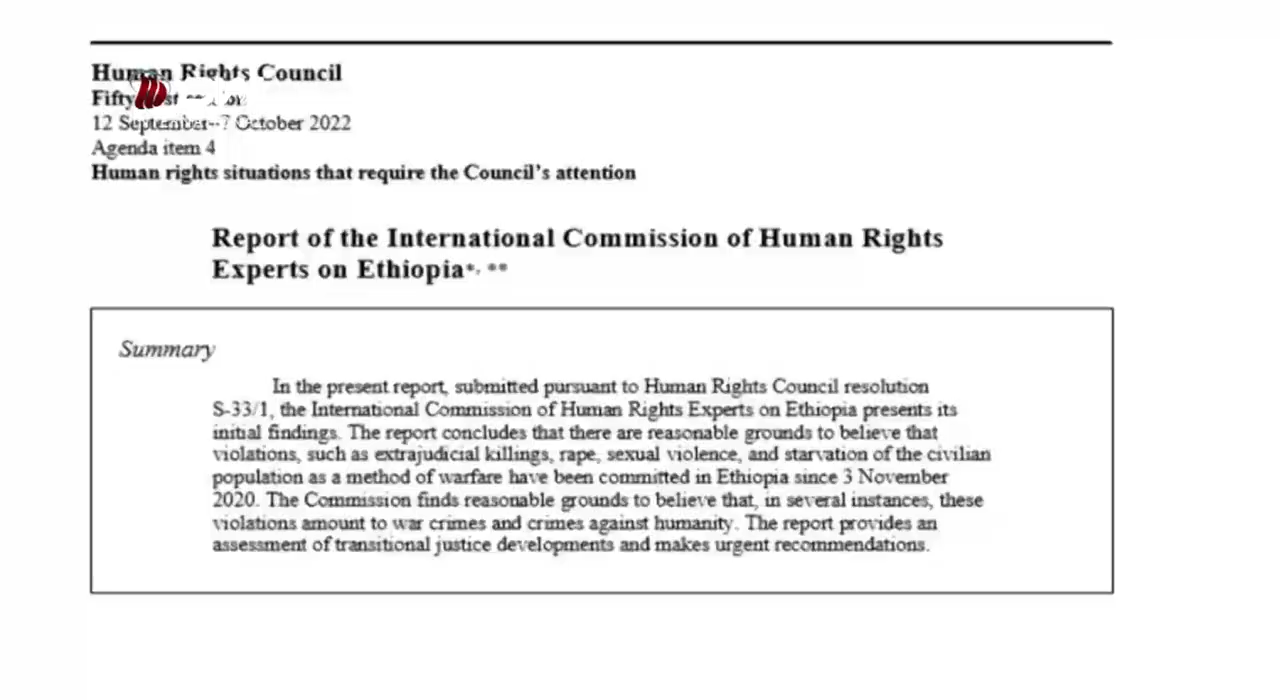 Human Rights Council
Fifty
12 September–7 October 2022
Agenda item 4
Human rights situations that require the Council's attention
Report of the International Commission of Human Rights
Experts on Ethiopia*, **
Summary
In the present report, submitted pursuant to Human Rights Council resolution
S-33/1, the International Commission of Human Rights Experts on Ethiopia presents its
initial findings. The report concludes that there are reasonable grounds to believe that
violations, such as extrajudicial killings, rape, sexual violence, and starvation of the civilian
population as a method of warfare have been committed in Ethiopia since 3 November
2020. The Commission finds reasonable grounds to believe that, in several instances, these
violations amount to war crimes and crimes against humanity. The report provides an
assessment of transitional justice developments and makes urgent recommendations.